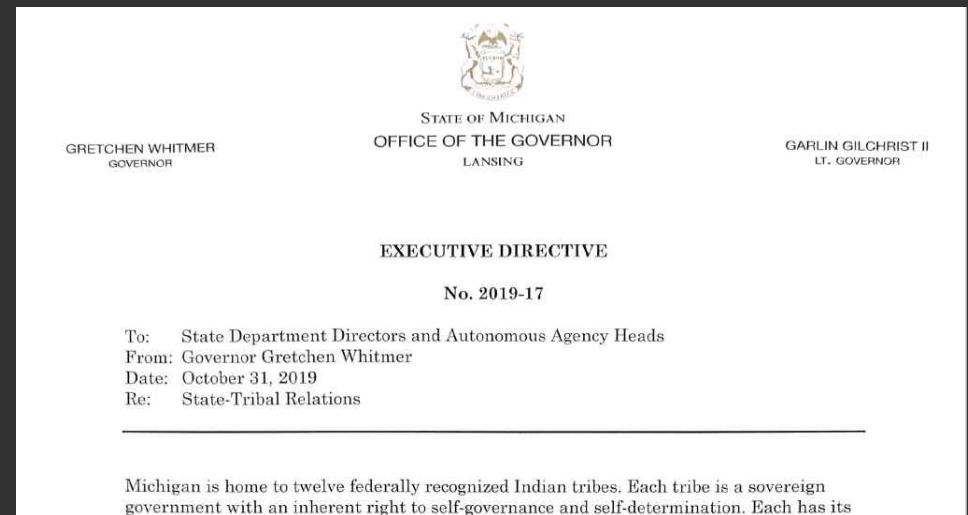 STATE OF MICHIGAN
OFFICE OF THE GOVERNOR
LANSING
GRETCHEN WHITMER
GOVERNOR
GARLIN GILCHRIST II
LT. GOVERNOR
EXECUTIVE DIRECTIVE
No. 2019-17
To: State Department Directors and Autonomous Agency Heads
From: Governor Gretchen Whitmer
Date: October 31, 2019
Re: State-Tribal Relations
Michigan is home to twelve federally recognized Indian tribes. Each tribe is a sovereign
government with an inherent right to self-governance and self-determination. Each has its